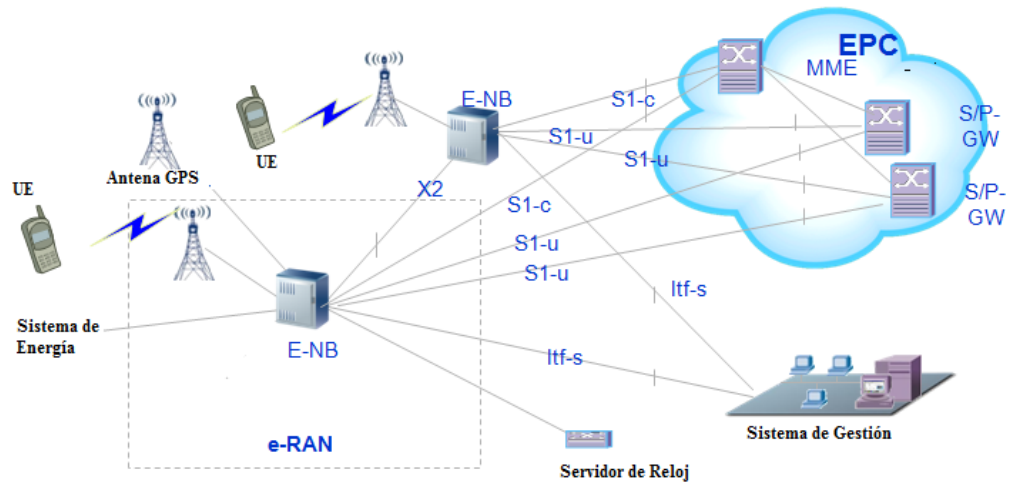 EPC
MME
E-NB
S1-c
S/P-
GW
S1-u
UE
S1-u
Antena GPS
UE
X2
S/P-
GW
S1-c
S1-u
S1-u
Itf-s
Sistema de
Energía
E-NB
Itf-s
e-RAN
Sistema de Gestión
Servidor de Reloj